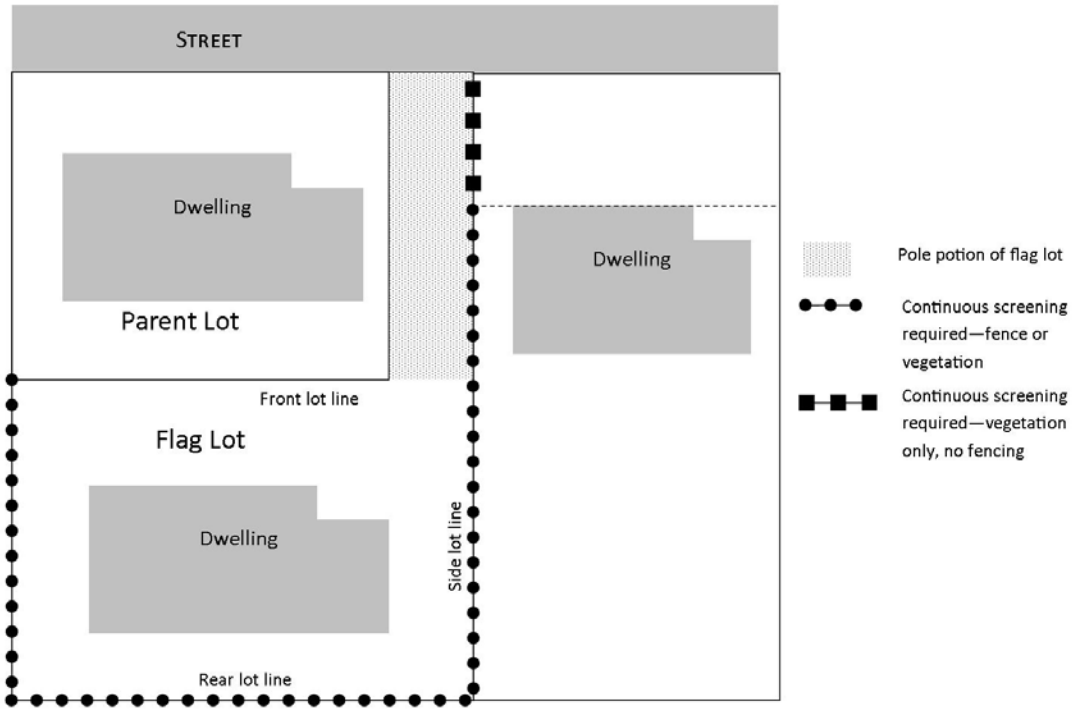 STREET
Dwelling
Parent Lot
Front lot line
Flag Lot
Dwelling
Side lot line
Rear lot line
Dwelling
Pole potion of flag lot
Continuous screening
required—fence or
vegetation
Continuous screening
required—vegetation
only, no fencing